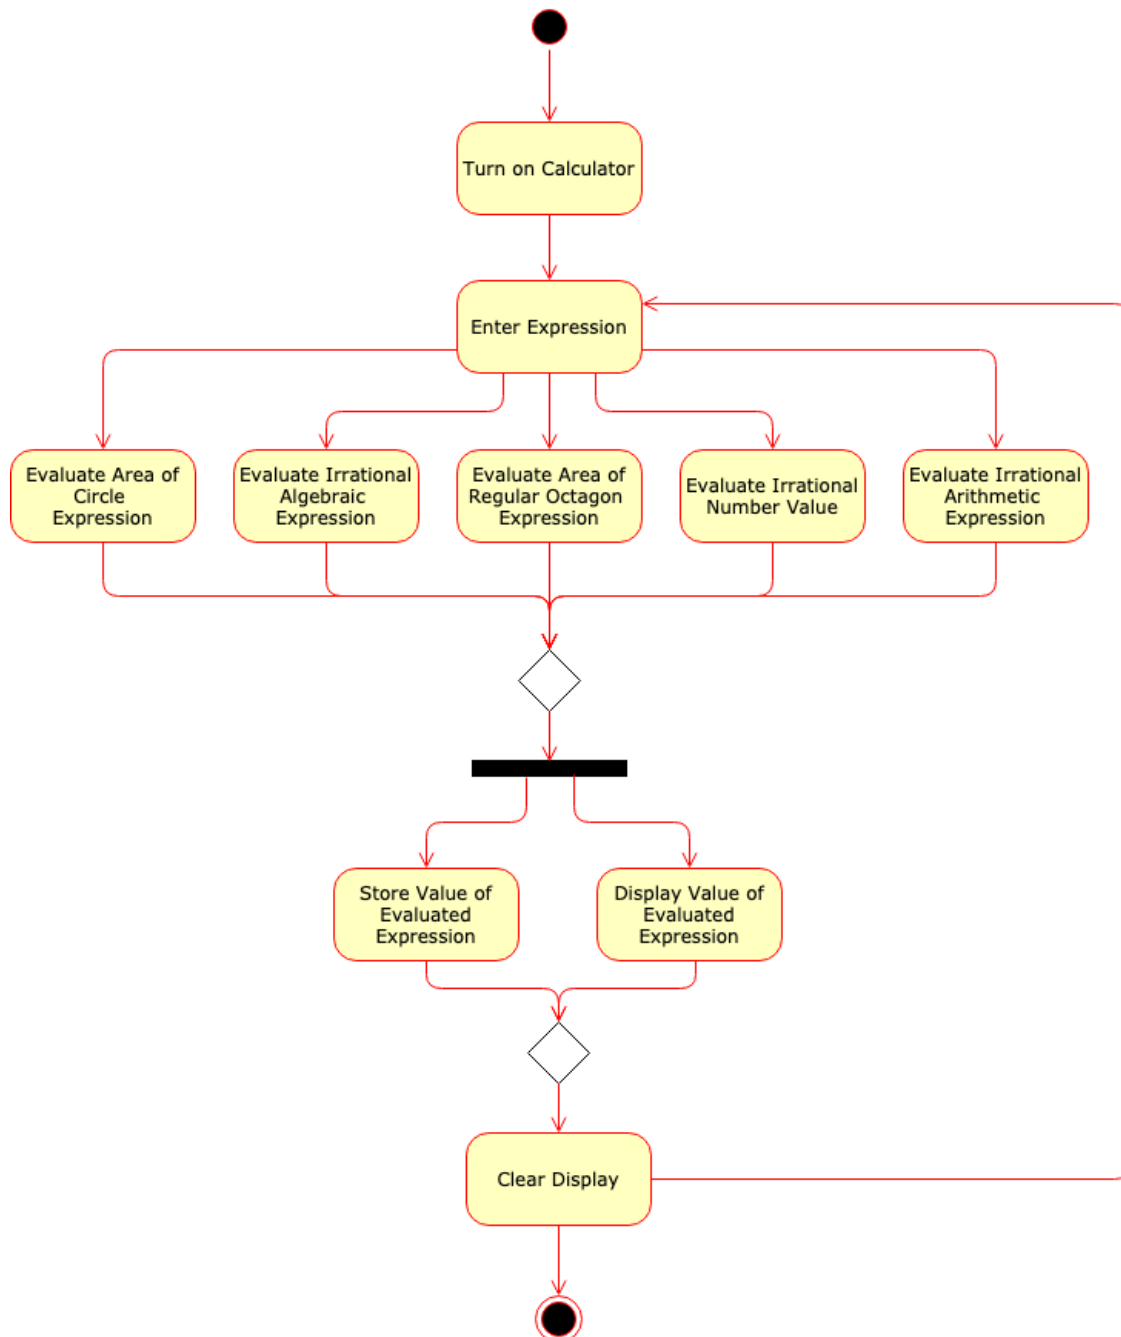 Turn on Calculator
Enter Expression
Evaluate Area of
Circle
Expression
Evaluate Irrational
Algebraic
Expression
Evaluate Area of
Regular Octagon
Expression
Evaluate Irrational
Number Value
Evaluate Irrational
Arithmetic
Expression
Store Value of
Evaluated
Expression
Display Value of
Evaluated
Expression
Clear Display